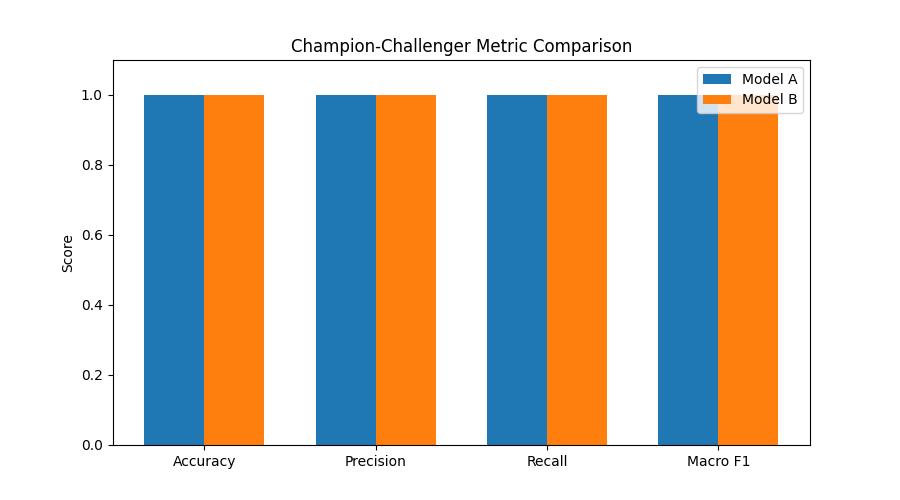 Champion-Challenger Metric Comparison
Model A
Model B
1.0
0.8
0.6
0.4
0.2
0.0
Score
Accuracy
Precision
Recall
Macro F1